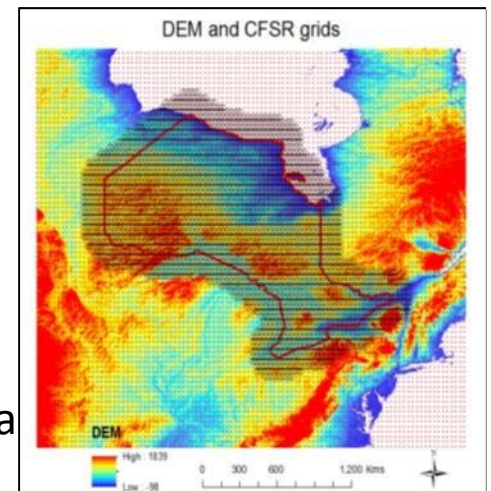 DEM and CFSR grids
a
DEM
High : 1839
Low : -98
0 300 600 1,200 Kms
N